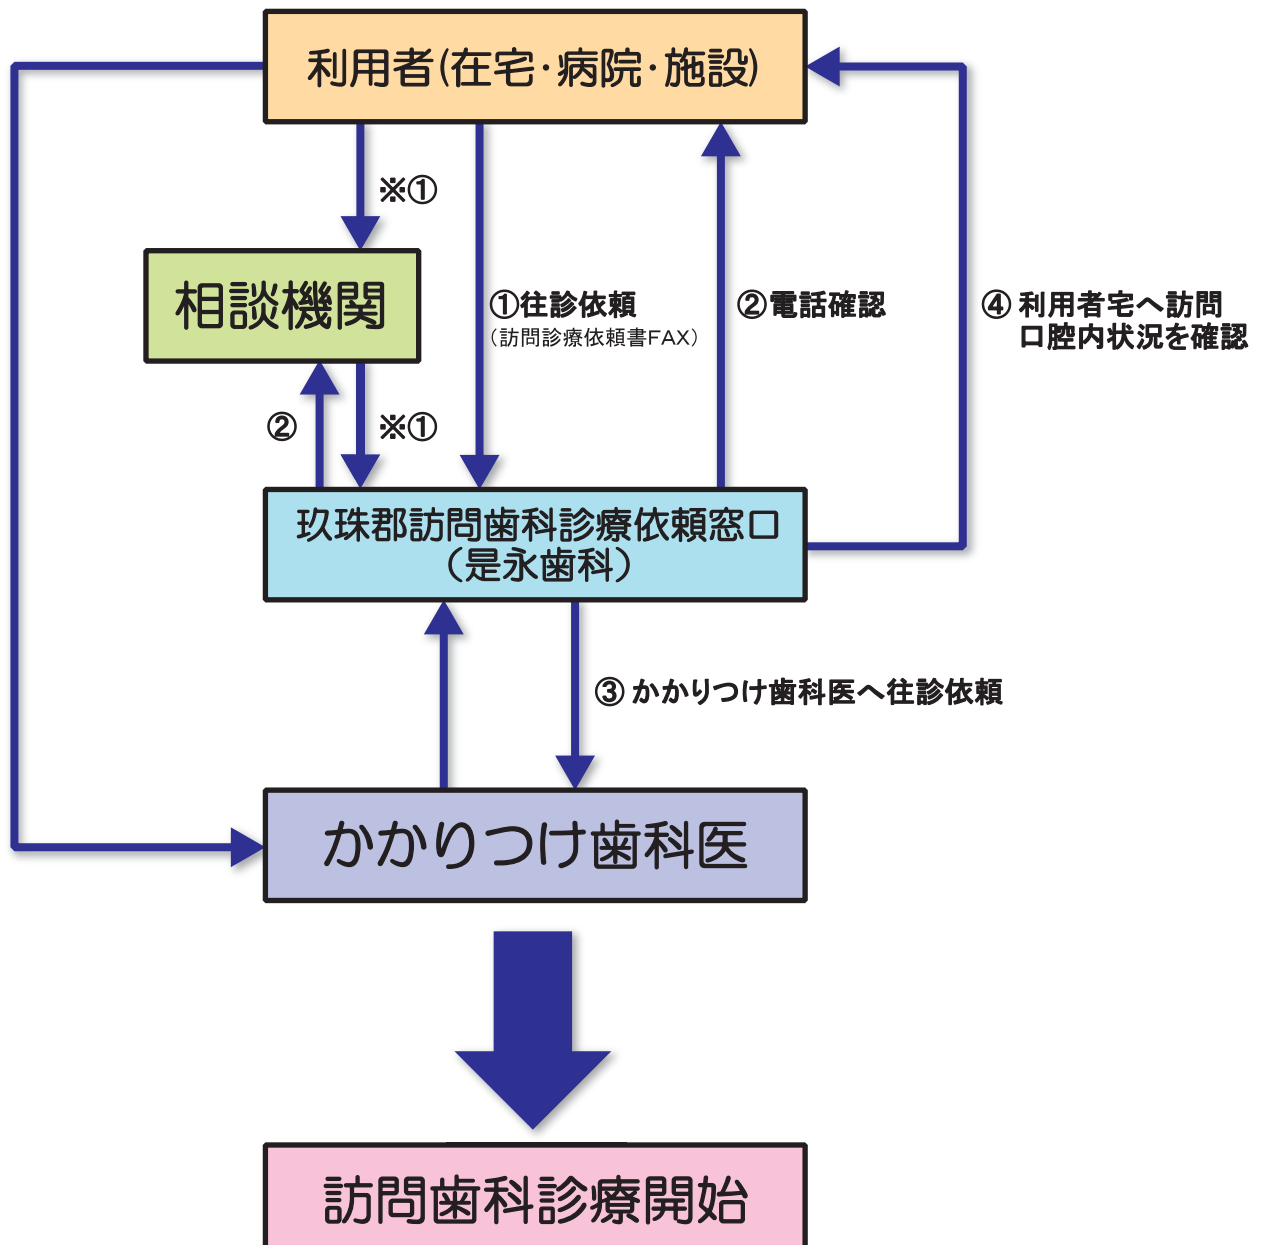 利用者(在宅・病院・施設)
※①
相談機関
①往診依頼
(訪問診療依頼書FAX)
②電話確認
④ 利用者宅へ訪問
口腔内状況を確認
②
※①
玖珠郡訪問歯科診療依頼窓口
(是永歯科)
③ かかりつけ歯科医へ往診依頼
かかりつけ歯科医
訪問歯科診療開始